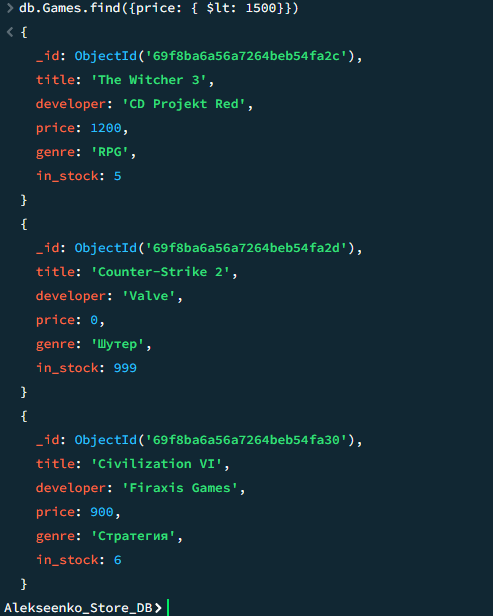 > db.Games.find({price: { $lt: 1500}})
< {
_id: ObjectId('69f8ba6a56a7264beb54fa2c'),
title: 'The Witcher 3',
developer: 'CD Projekt Red',
price: 1200,
genre: 'RPG',
in_stock: 5
}
{
_id: ObjectId('69f8ba6a56a7264beb54fa2d'),
title: 'Counter-Strike 2',
developer: 'Valve',
price: 0,
genre: 'Шутер',
in_stock: 999
}
{
_id: ObjectId('69f8ba6a56a7264beb54fa30'),
title: 'Civilization VI',
developer: 'Firaxis Games',
price: 900,
genre: 'Стратегия',
in_stock: 6
}
Alekseenko_Store_DB>